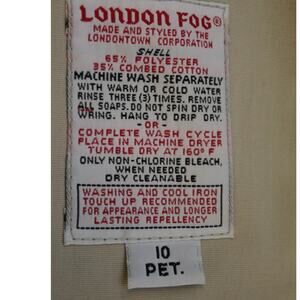 LONDON FOG®
MADE AND STYLED BY THE
LONDONTOWN CORPORATION
SHELL
65% POLYESTER
35% COMBED COTTON
MACHINE WASH SEPARATELY
WITH WARM OR COLD WATER
RINSE THREE (3) TIMES. REMOVE
ALL SOAPS. DO NOT SPIN DRY OR
WRING. HANG TO DRIP DRY.
-OR-
COMPLETE WASH CYCLE
PLACE IN MACHINE DRYER
TUMBLE DRY AT 160° F
ONLY NON-CHLORINE BLEACH,
WHEN NEEDED
DRY CLEANABLE
WASHING AND COOL IRON
TOUCH UP RECOMMENDED
FOR APPEARANCE AND LONGER
LASTING REPELLENCY
10
PET.